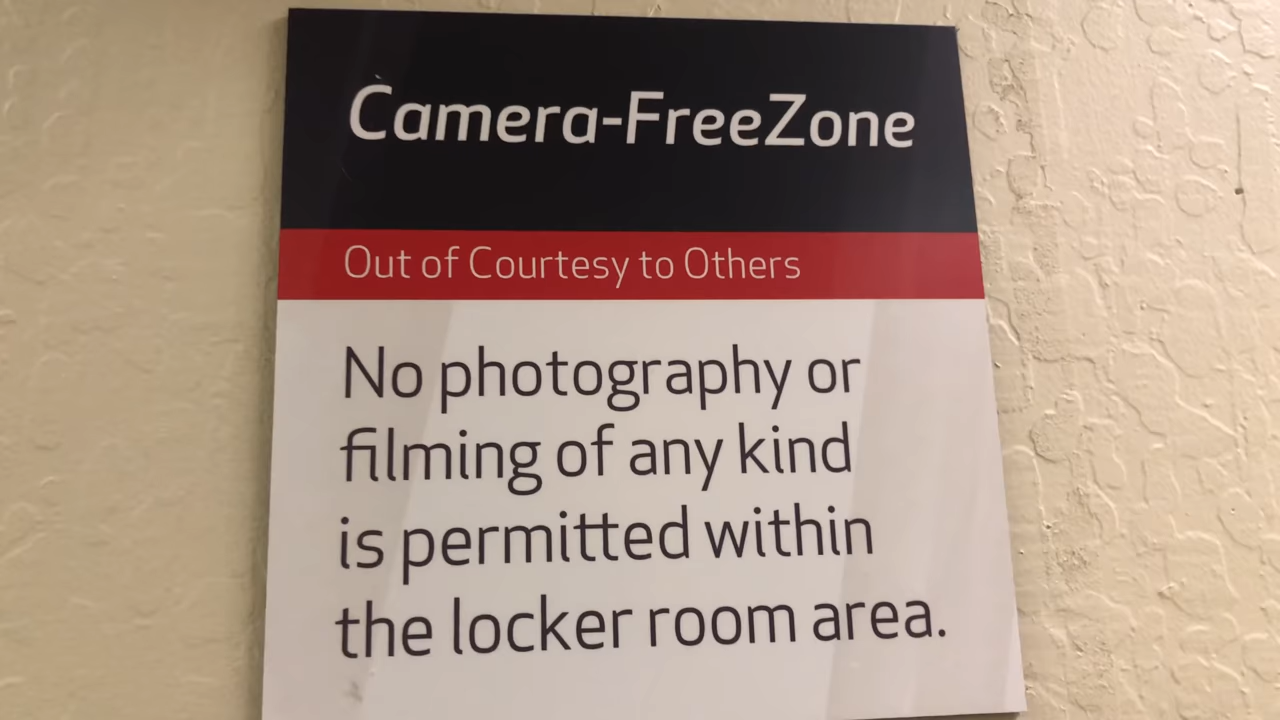 Camera-FreeZone
Out of Courtesy to Others
No photography or
filming of any kind
is permitted within
the locker room area.